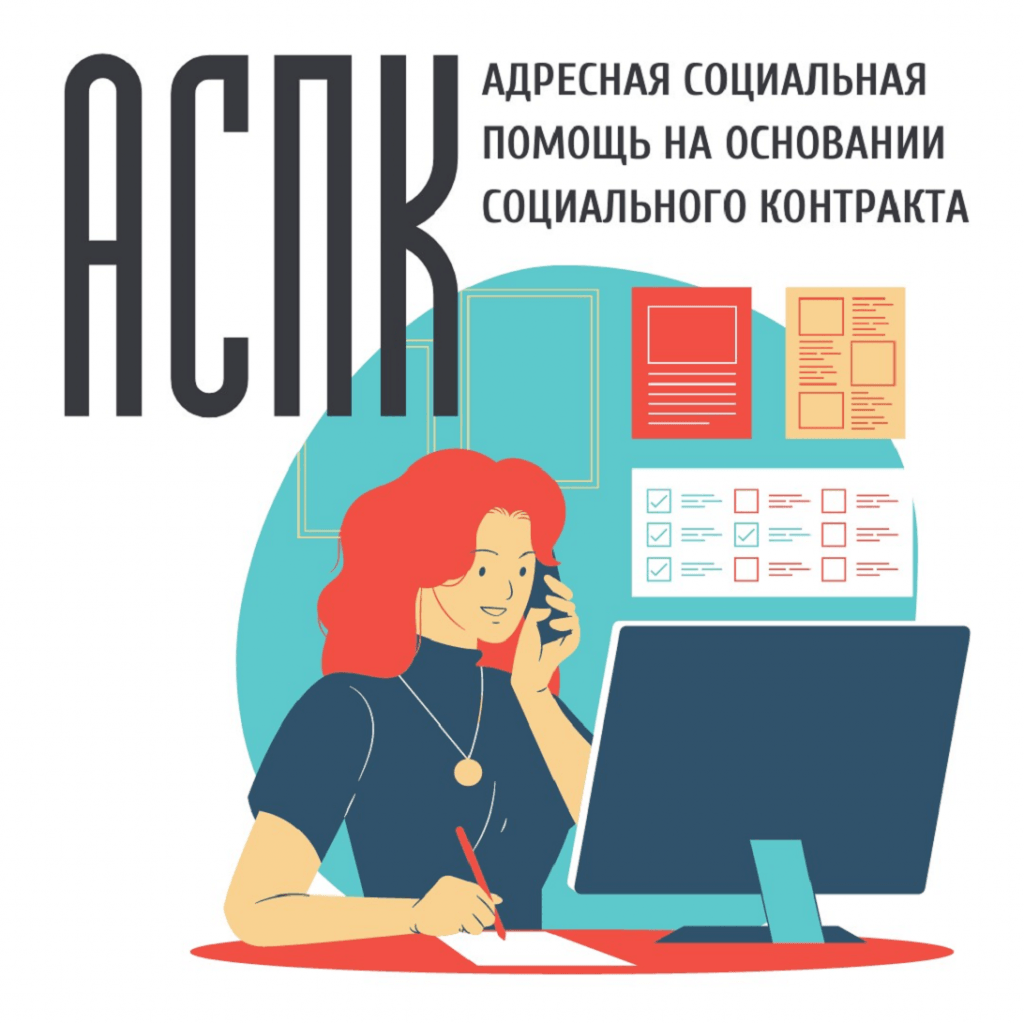 АСПК
АДРЕСНАЯ СОЦИАЛЬНАЯ
ПОМОЩЬ НА ОСНОВАНИИ
СОЦИАЛЬНОГО КОНТРАКТА